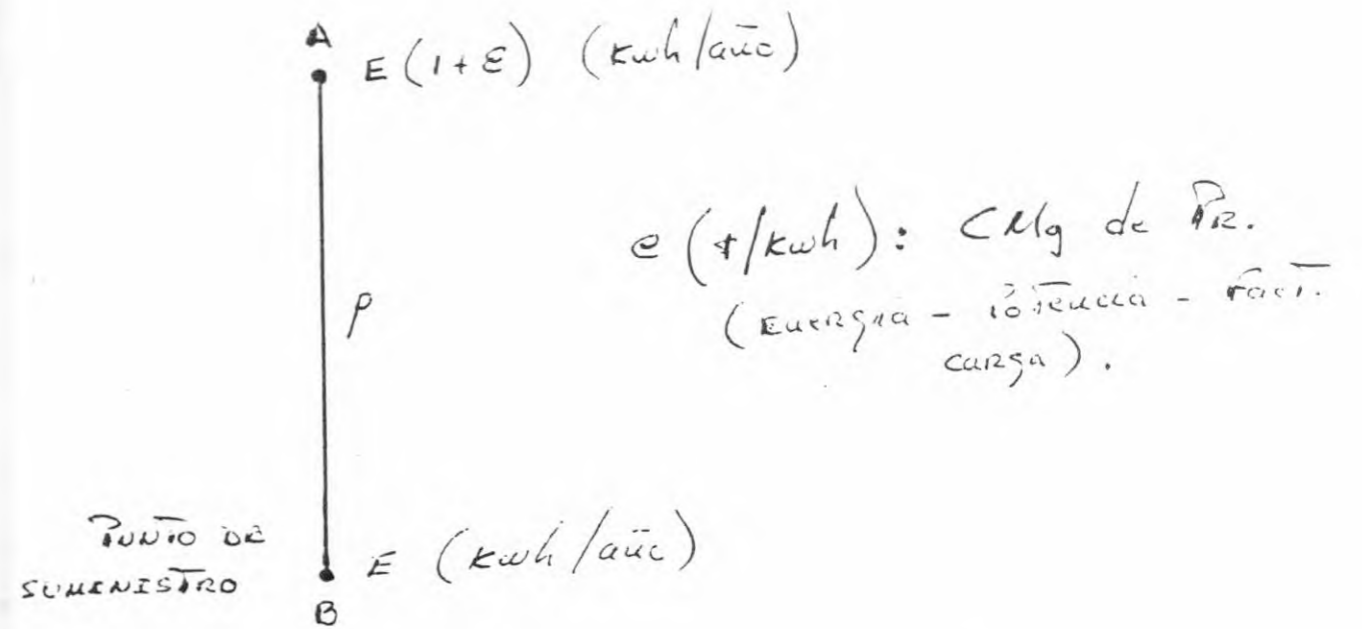 A
E (1+ε) (kwh/año)
e ($/kwh): CMg de PR.
(Energía - Potencia - Fact.
carga).
ρ
PUNTO DE
SUMINISTRO
E (kwh/año)
B